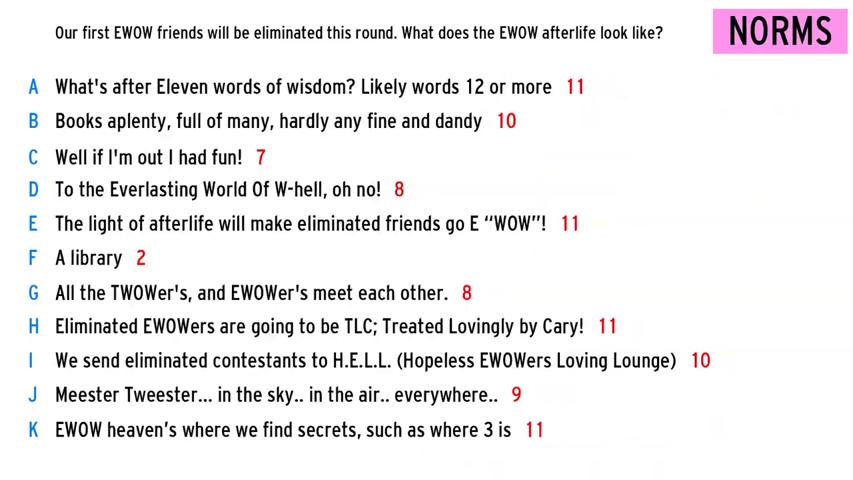 Our first EWOW friends will be eliminated this round. What does the EWOW afterlife look like?
NORMS
A What's after Eleven words of wisdom? Likely words 12 or more 11
B Books aplenty, full of many, hardly any fine and dandy 10
C Well if I'm out I had fun! 7
D To the Everlasting World Of W-hell, oh no! 8
E The light of afterlife will make eliminated friends go E “WOW”! 11
F A library 2
G All the TWOWer's, and EWOWer's meet each other. 8
H Eliminated EWOWers are going to be TLC; Treated Lovingly by Cary! 11
I We send eliminated contestants to H.E.L.L. (Hopeless EWOWers Loving Lounge) 10
J Meester Tweester... in the sky.. in the air.. everywhere.. 9
K EWOW heaven’s where we find secrets, such as where 3 is 11